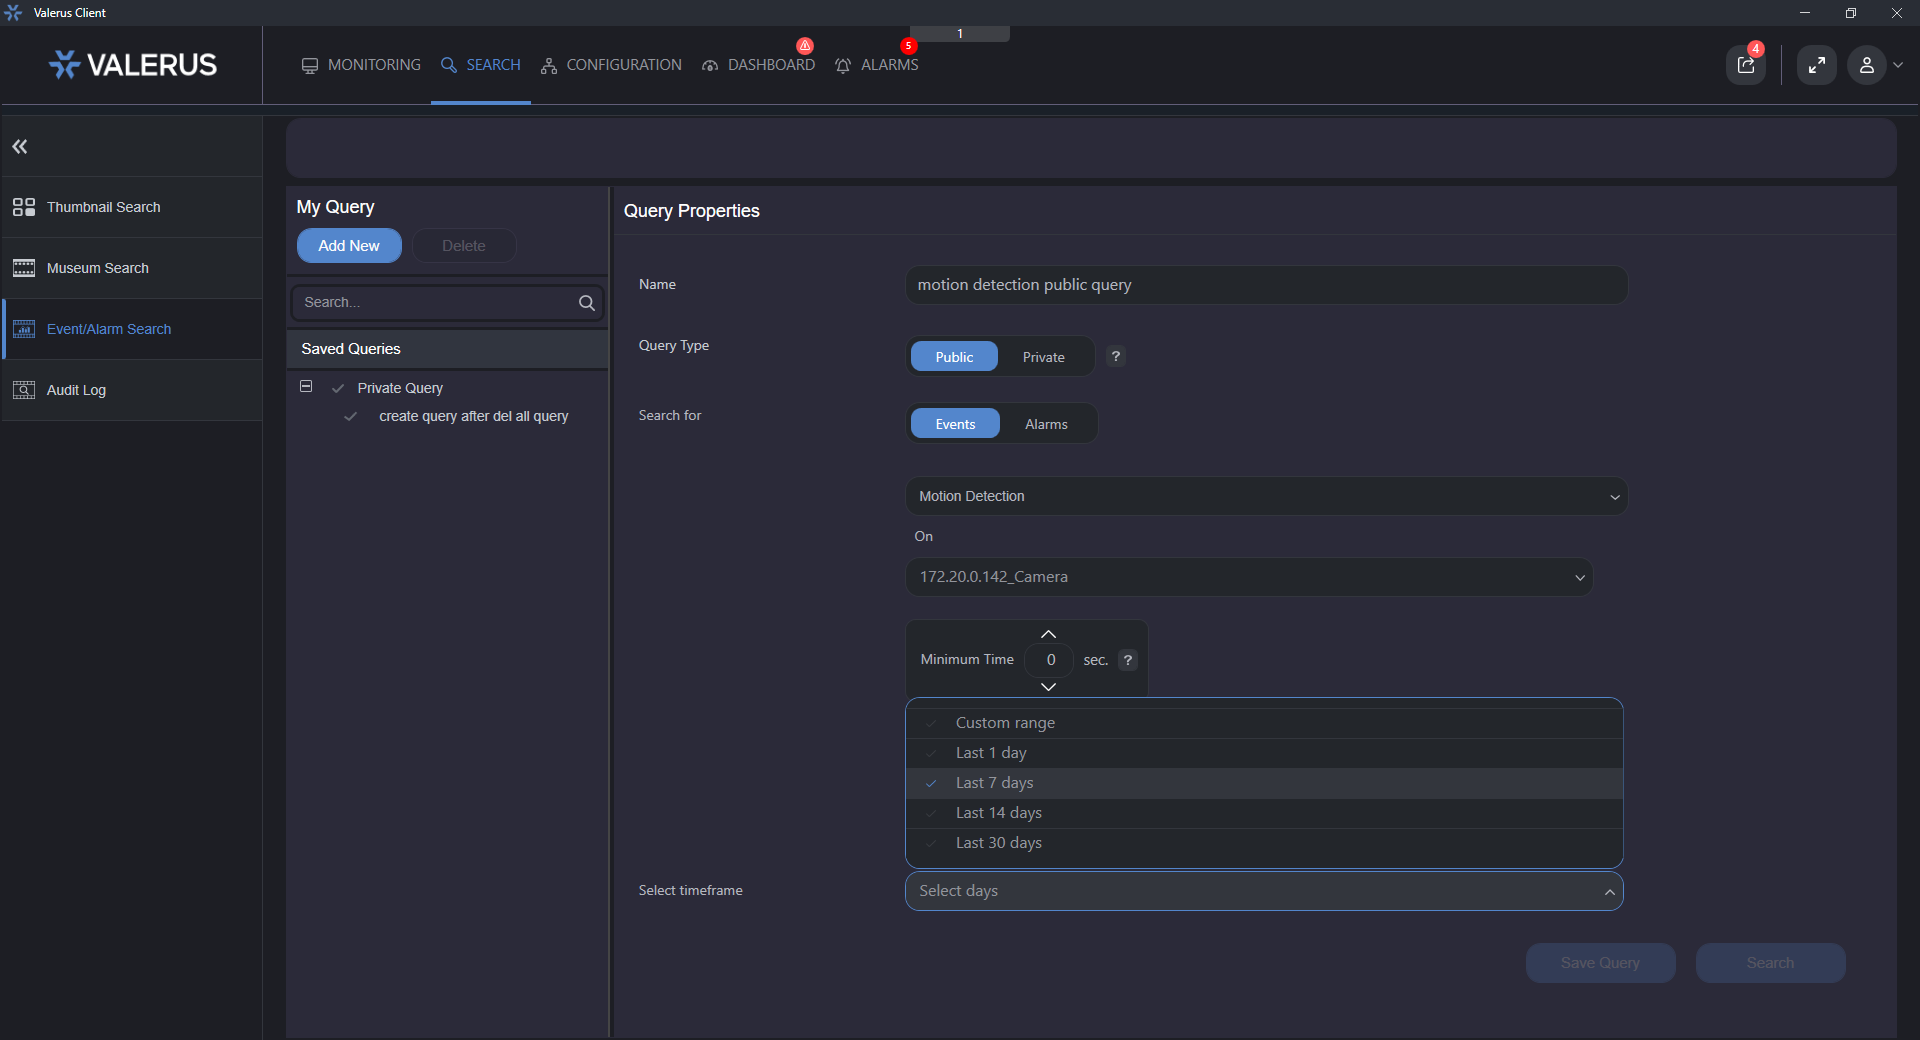 Valerus Client
1
VALERUS
MONITORING
SEARCH
CONFIGURATION
DASHBOARD
5
ALARMS
4
Thumbnail Search
Museum Search
Event/Alarm Search
Audit Log
My Query
Add New
Delete
Search...
Saved Queries
Private Query
create query after del all query
Query Properties
Name
motion detection public query
Query Type
Public
Private
?
Search for
Events
Alarms
Motion Detection
On
172.20.0.142_Camera
Minimum Time
0
sec.
?
Custom range
Last 1 day
Last 7 days
Last 14 days
Last 30 days
Select timeframe
Select days
Save Query
Search